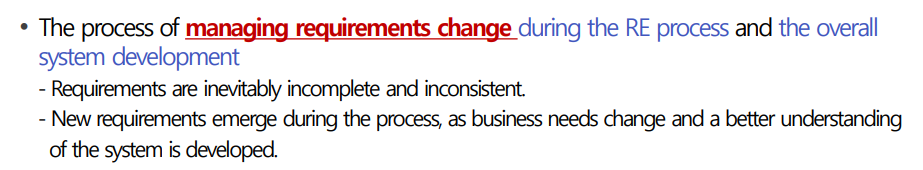 • The process of managing requirements change during the RE process and the overall
system development
- Requirements are inevitably incomplete and inconsistent.
- New requirements emerge during the process, as business needs change and a better understanding
of the system is developed.